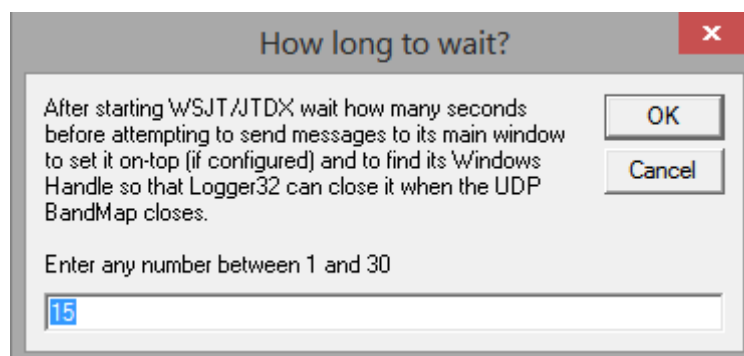 How long to wait?
x
After starting WSJT/JTDX wait how many seconds
before attempting to send messages to its main window
to set it on-top (if configured) and to find its Windows
Handle so that Logger32 can close it when the UDP
BandMap closes.
OK
Cancel
Enter any number between 1 and 30
15